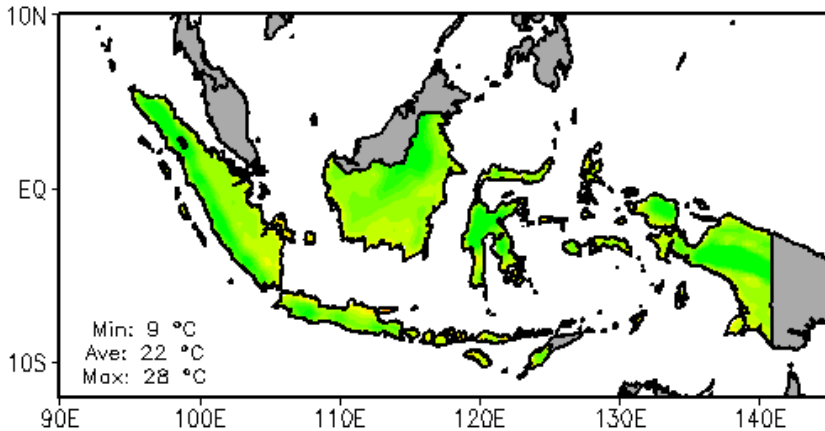 10N
EQ
10S
Min: 9 °C
Ave: 22 °C
Max: 28 °C
90E 100E 110E 120E 130E 140E